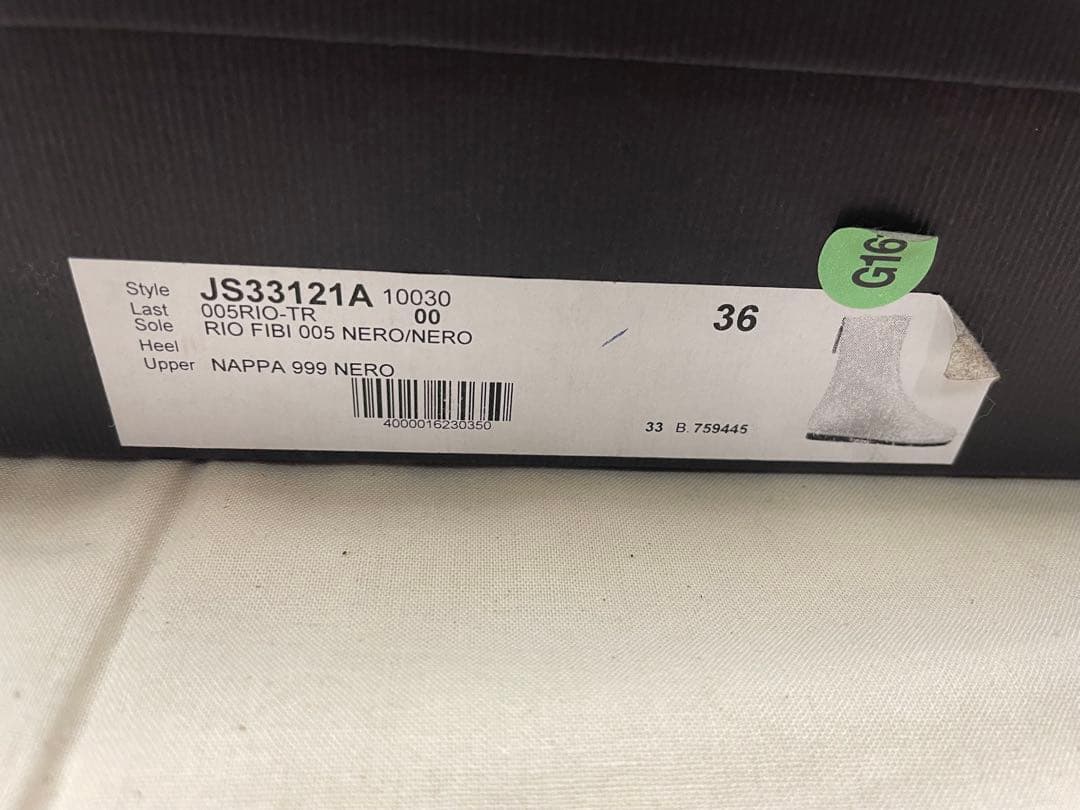 Style JS33121A 10030
Last 005RIO-TR 00
Sole RIO FIBI 005 NERO/NERO
Heel
Upper NAPPA 999 NERO
4000016230350
36
33 B. 759445
G16